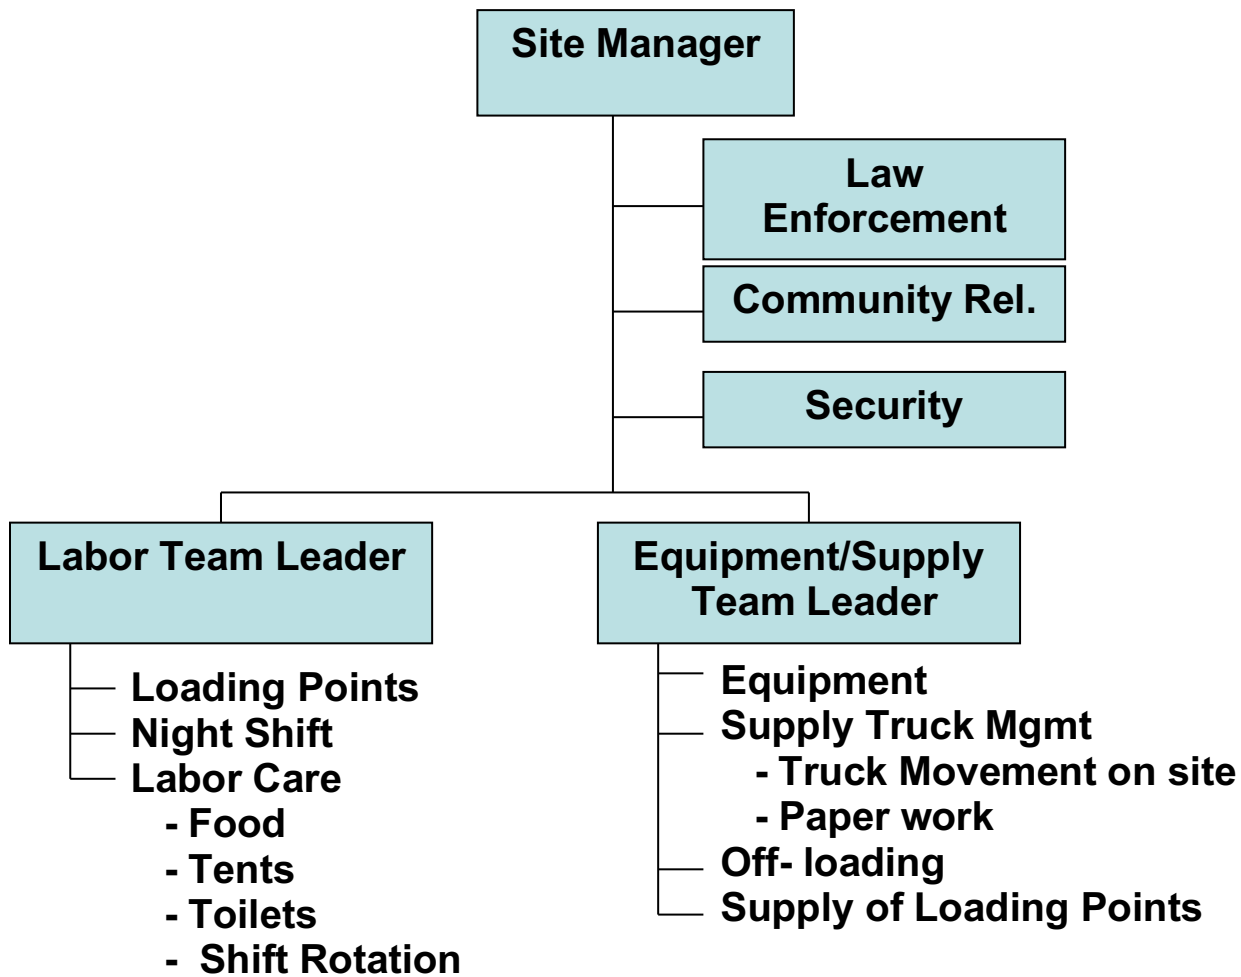 Site Manager
Law
Enforcement
Community Rel.
Security
Labor Team Leader
Loading Points
Night Shift
Labor Care
- Food
- Tents
- Toilets
- Shift Rotation
Equipment/Supply
Team Leader
Equipment
Supply Truck Mgmt
- Truck Movement on site
- Paper work
Off- loading
Supply of Loading Points